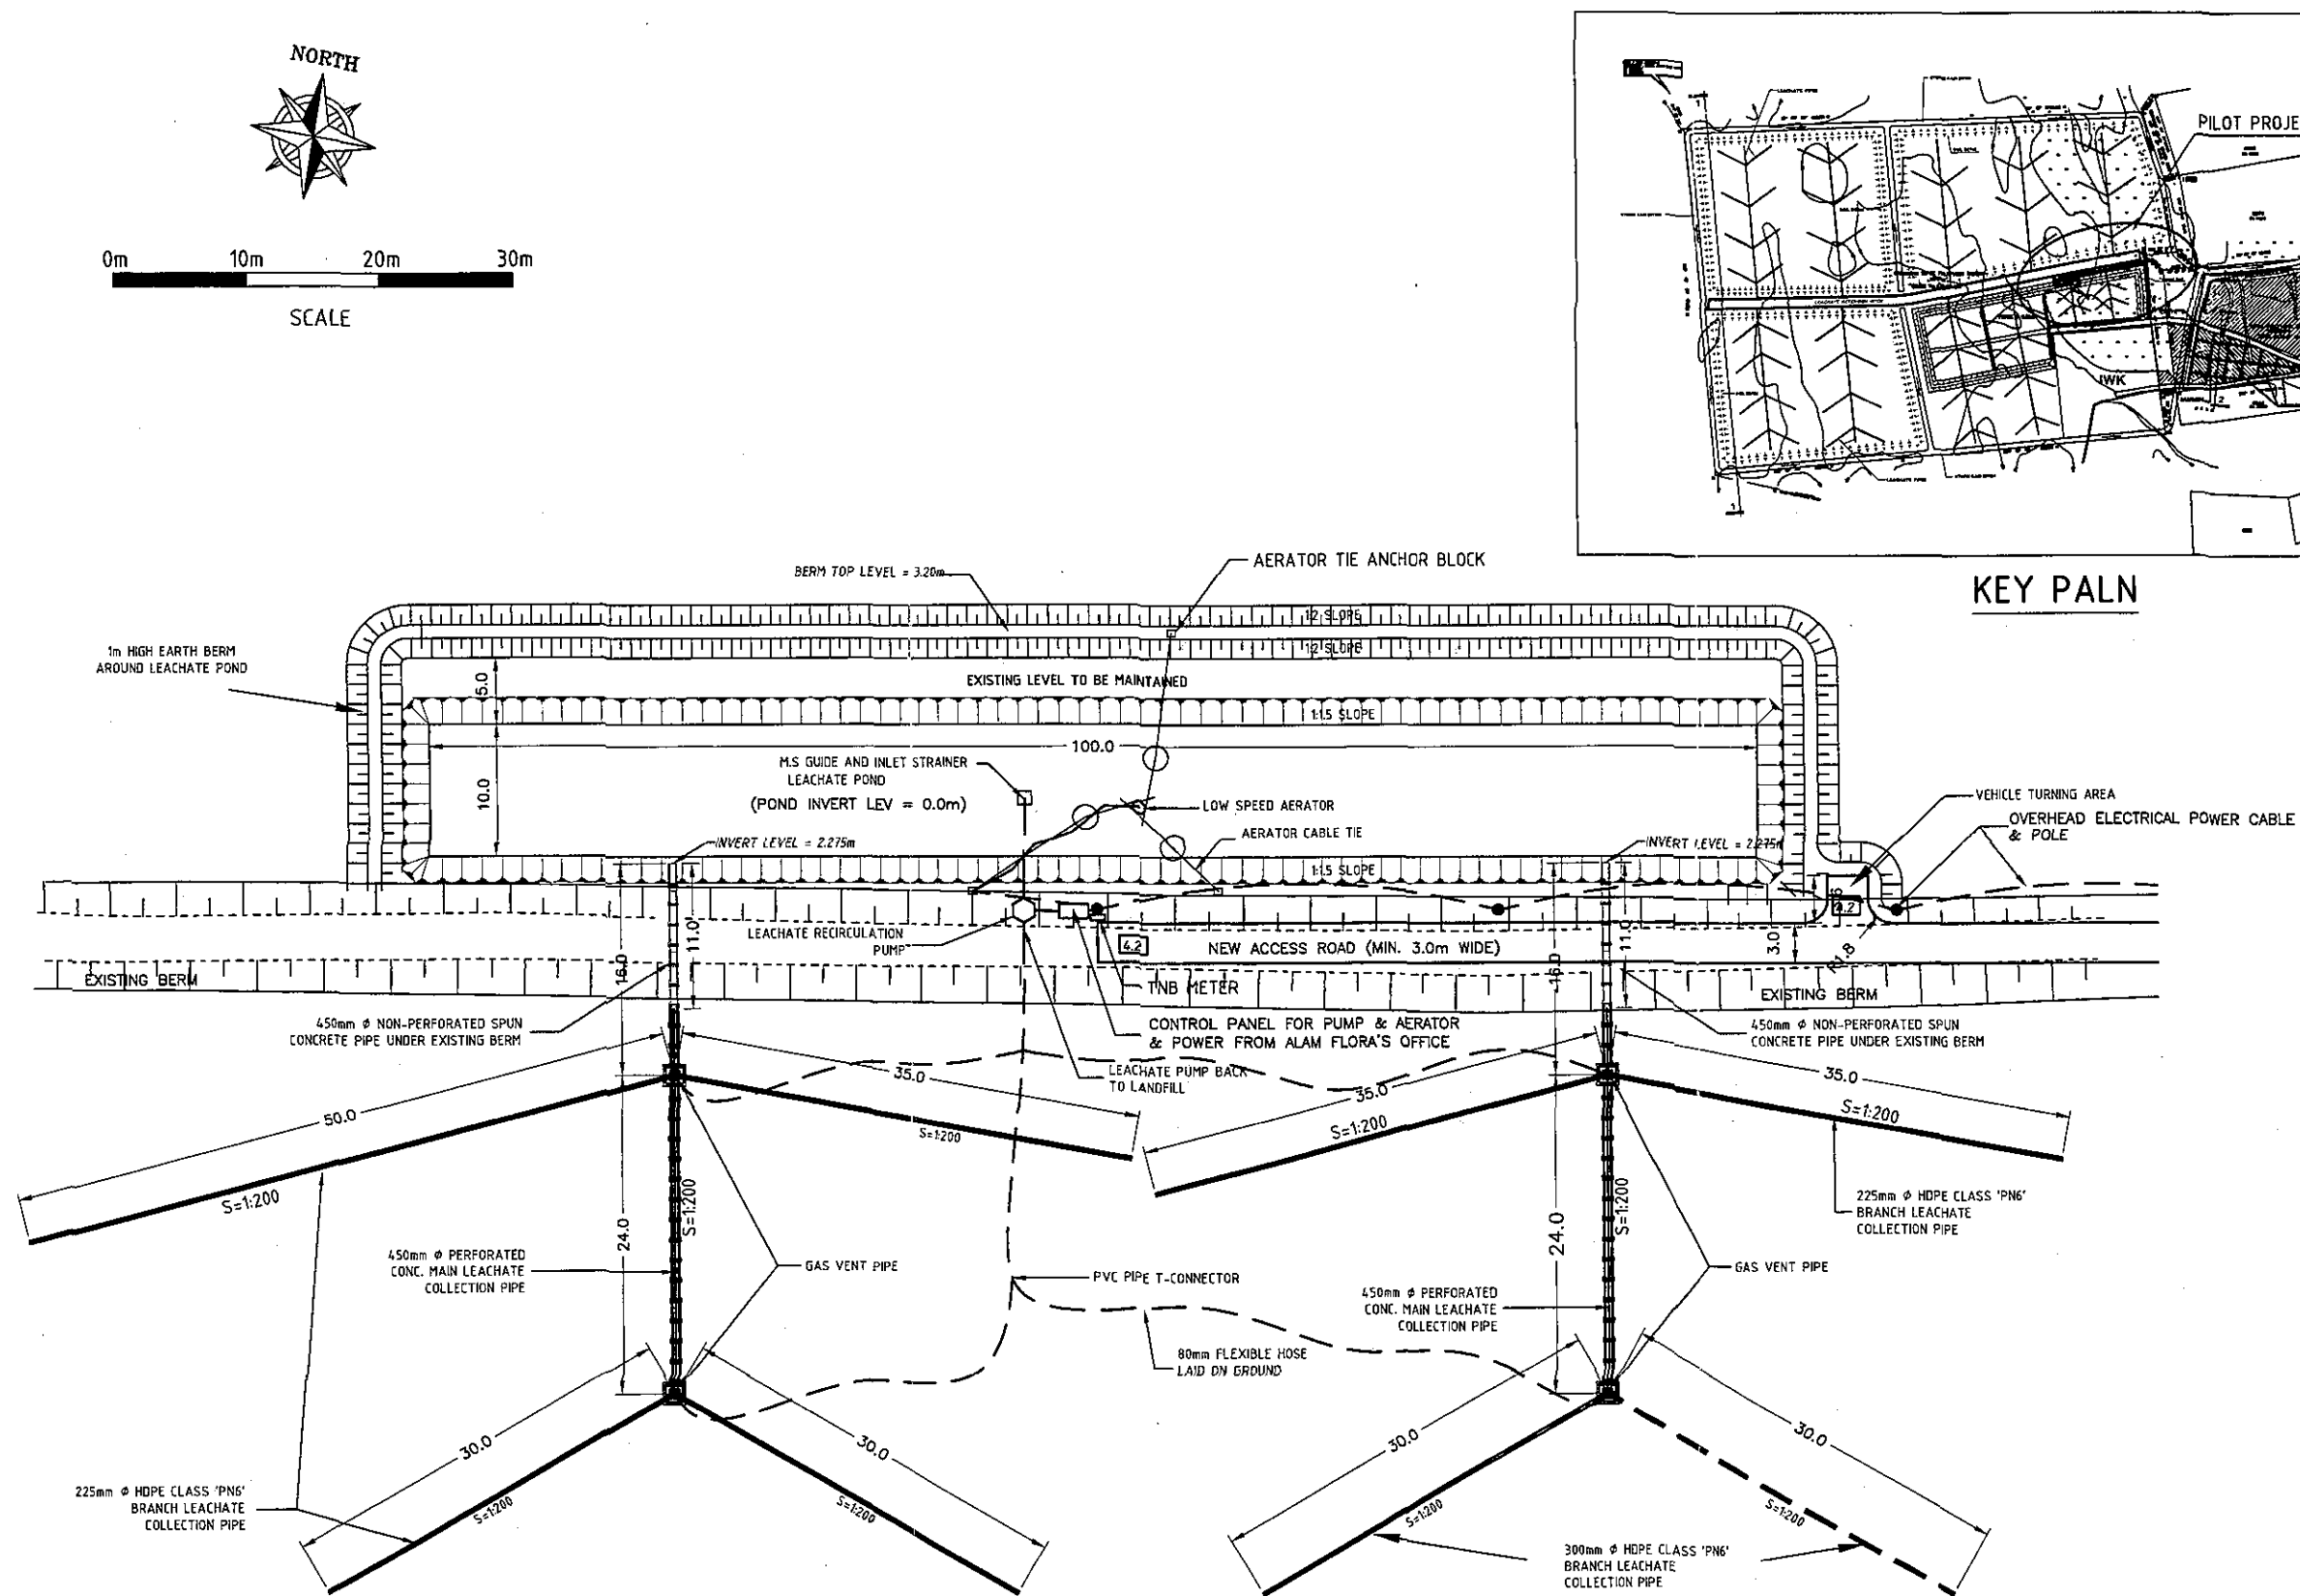 NORTH
0m 10m 20m 30m
SCALE
PILOT PROJE
LEACHATE PIPE
IWK
2
1
LEACHATE PIPE
KEY PALN
BERM TOP LEVEL = 3.20m
AERATOR TIE ANCHOR BLOCK
1m HIGH EARTH BERM
AROUND LEACHATE POND
1:2 SLOPE
1:2 SLOPE
5.0
EXISTING LEVEL TO BE MAINTAINED
1:1.5 SLOPE
100.0
10.0
M.S GUIDE AND INLET STRAINER
LEACHATE POND
(POND INVERT LEV = 0.0m)
LOW SPEED AERATOR
AERATOR CABLE TIE
VEHICLE TURNING AREA
OVERHEAD ELECTRICAL POWER CABLE
& POLE
INVERT LEVEL = 2.275m
INVERT LEVEL = 2.275m
1:1.5 SLOPE
4.2
LEACHATE RECIRCULATION
PUMP
4.2
NEW ACCESS ROAD (MIN. 3.0m WIDE)
3.0
R1.8
16.0
11.0
16.0
11.0
EXISTING BERM
TNB METER
EXISTING BERM
450mm ϕ NON-PERFORATED SPUN
CONCRETE PIPE UNDER EXISTING BERM
CONTROL PANEL FOR PUMP & AERATOR
& POWER FROM ALAM FLORA'S OFFICE
450mm ϕ NON-PERFORATED SPUN
CONCRETE PIPE UNDER EXISTING BERM
LEACHATE PUMP BACK
TO LANDFILL
50.0
35.0
35.0
35.0
S=1:200
S=1:200
S=1:200
S=1:200
S=1:200
S=1:200
24.0
24.0
225mm ϕ HDPE CLASS 'PN6'
BRANCH LEACHATE
COLLECTION PIPE
450mm ϕ PERFORATED
CONC. MAIN LEACHATE
COLLECTION PIPE
GAS VENT PIPE
PVC PIPE T-CONNECTOR
GAS VENT PIPE
450mm ϕ PERFORATED
CONC. MAIN LEACHATE
COLLECTION PIPE
80mm FLEXIBLE HOSE
LAID ON GROUND
30.0
30.0
30.0
30.0
225mm ϕ HDPE CLASS 'PN6'
BRANCH LEACHATE
COLLECTION PIPE
S=1:200
S=1:200
S=1:200
S=1:200
300mm ϕ HDPE CLASS 'PN6'
BRANCH LEACHATE
COLLECTION PIPE